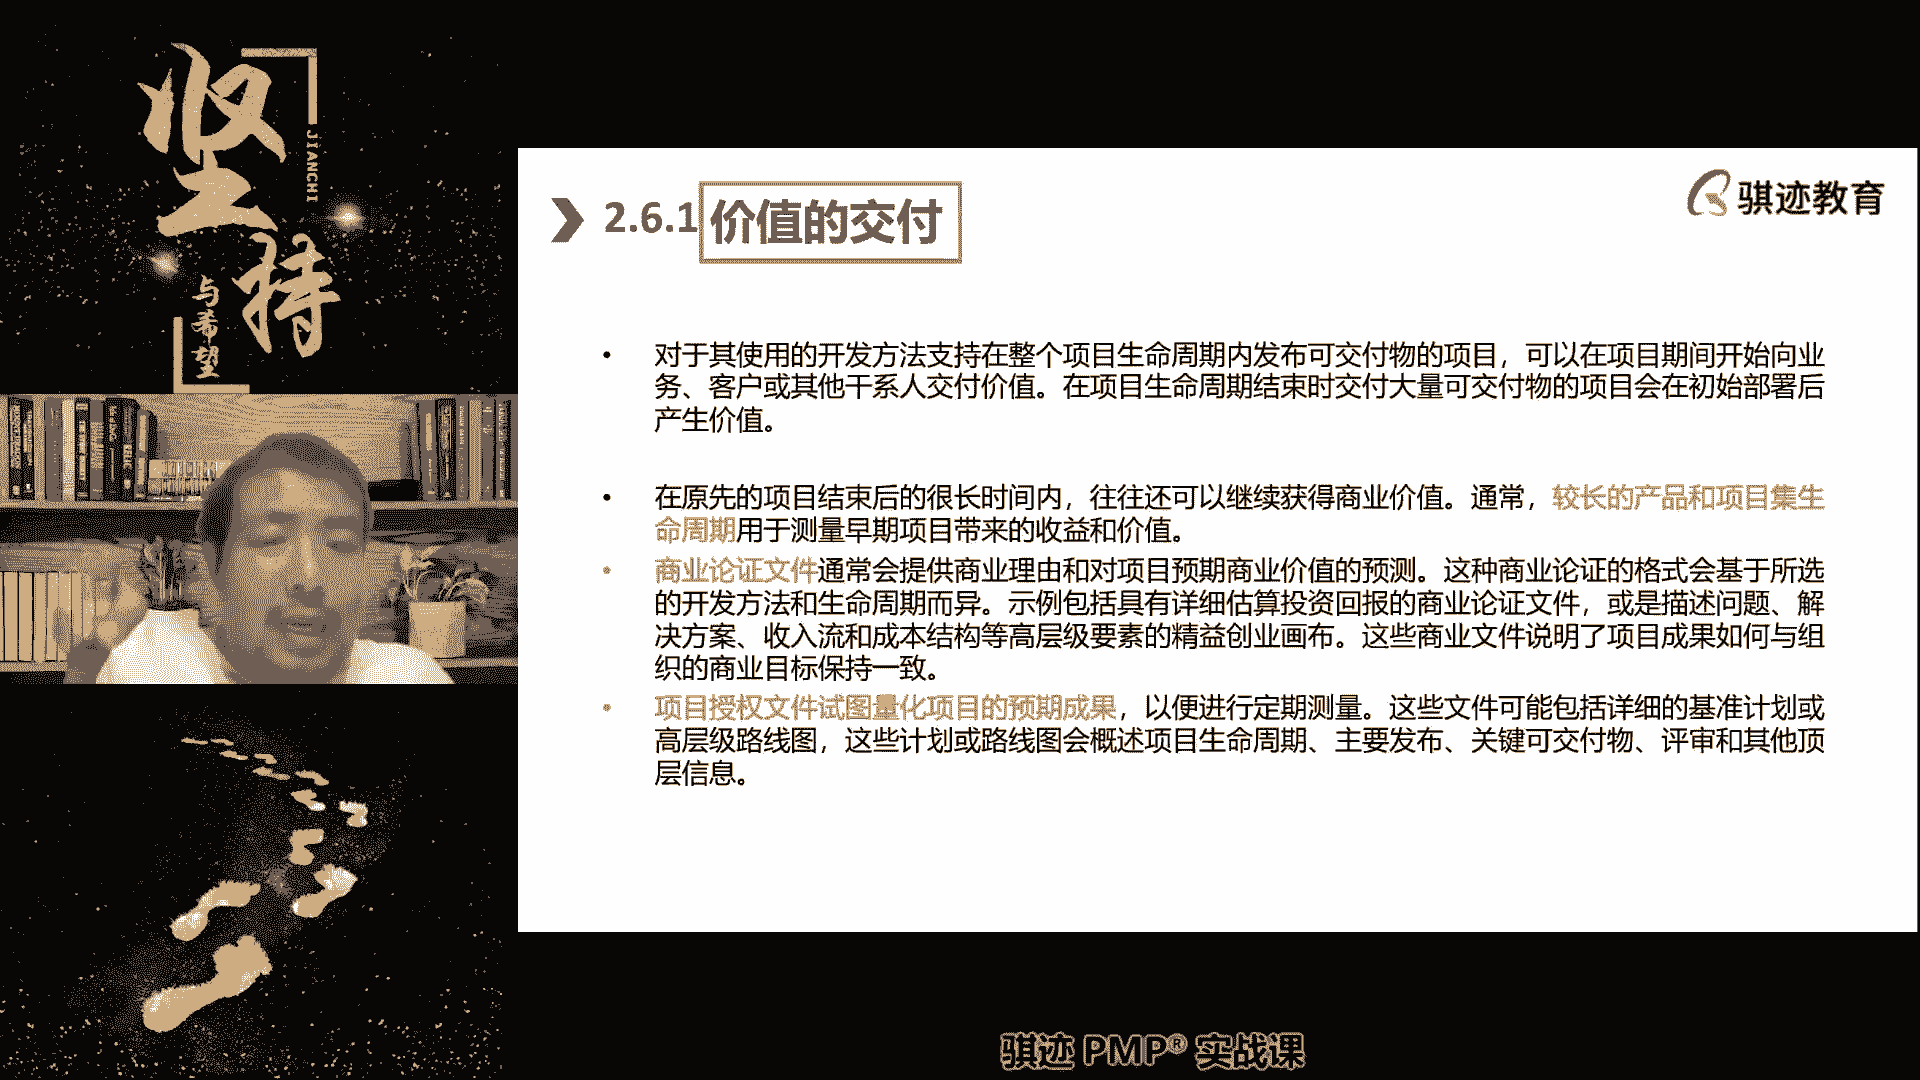 坚持
JIANCHI
与希望
2.6.1 价值的交付
骐迹教育
• 对于其使用的开发方法支持在整个项目生命周期内发布可交付物的项目，可以在项目期间开始向业
务、客户或其他干系人交付价值。在项目生命周期结束时交付大量可交付物的项目会在初始部署后
产生价值。
• 在原先的项目结束后的很长时间内，往往还可以继续获得商业价值。通常，较长的产品和项目集生
命周期用于测量早期项目带来的收益和价值。
• 商业论证文件通常会提供商业理由和对项目预期商业价值的预测。这种商业论证的格式会基于所选
的开发方法和生命周期而异。示例包括具有详细估算投资回报的商业论证文件，或是描述问题、解
决方案、收入流和成本结构等高层级要素的精益创业画布。这些商业文件说明了项目成果如何与组
织的商业目标保持一致。
• 项目授权文件试图量化项目的预期成果，以便进行定期测量。这些文件可能包括详细的基准计划或
高层级路线图，这些计划或路线图会概述项目生命周期、主要发布、关键可交付物、评审和其他顶
层信息。
骐迹 PMP® 实战课